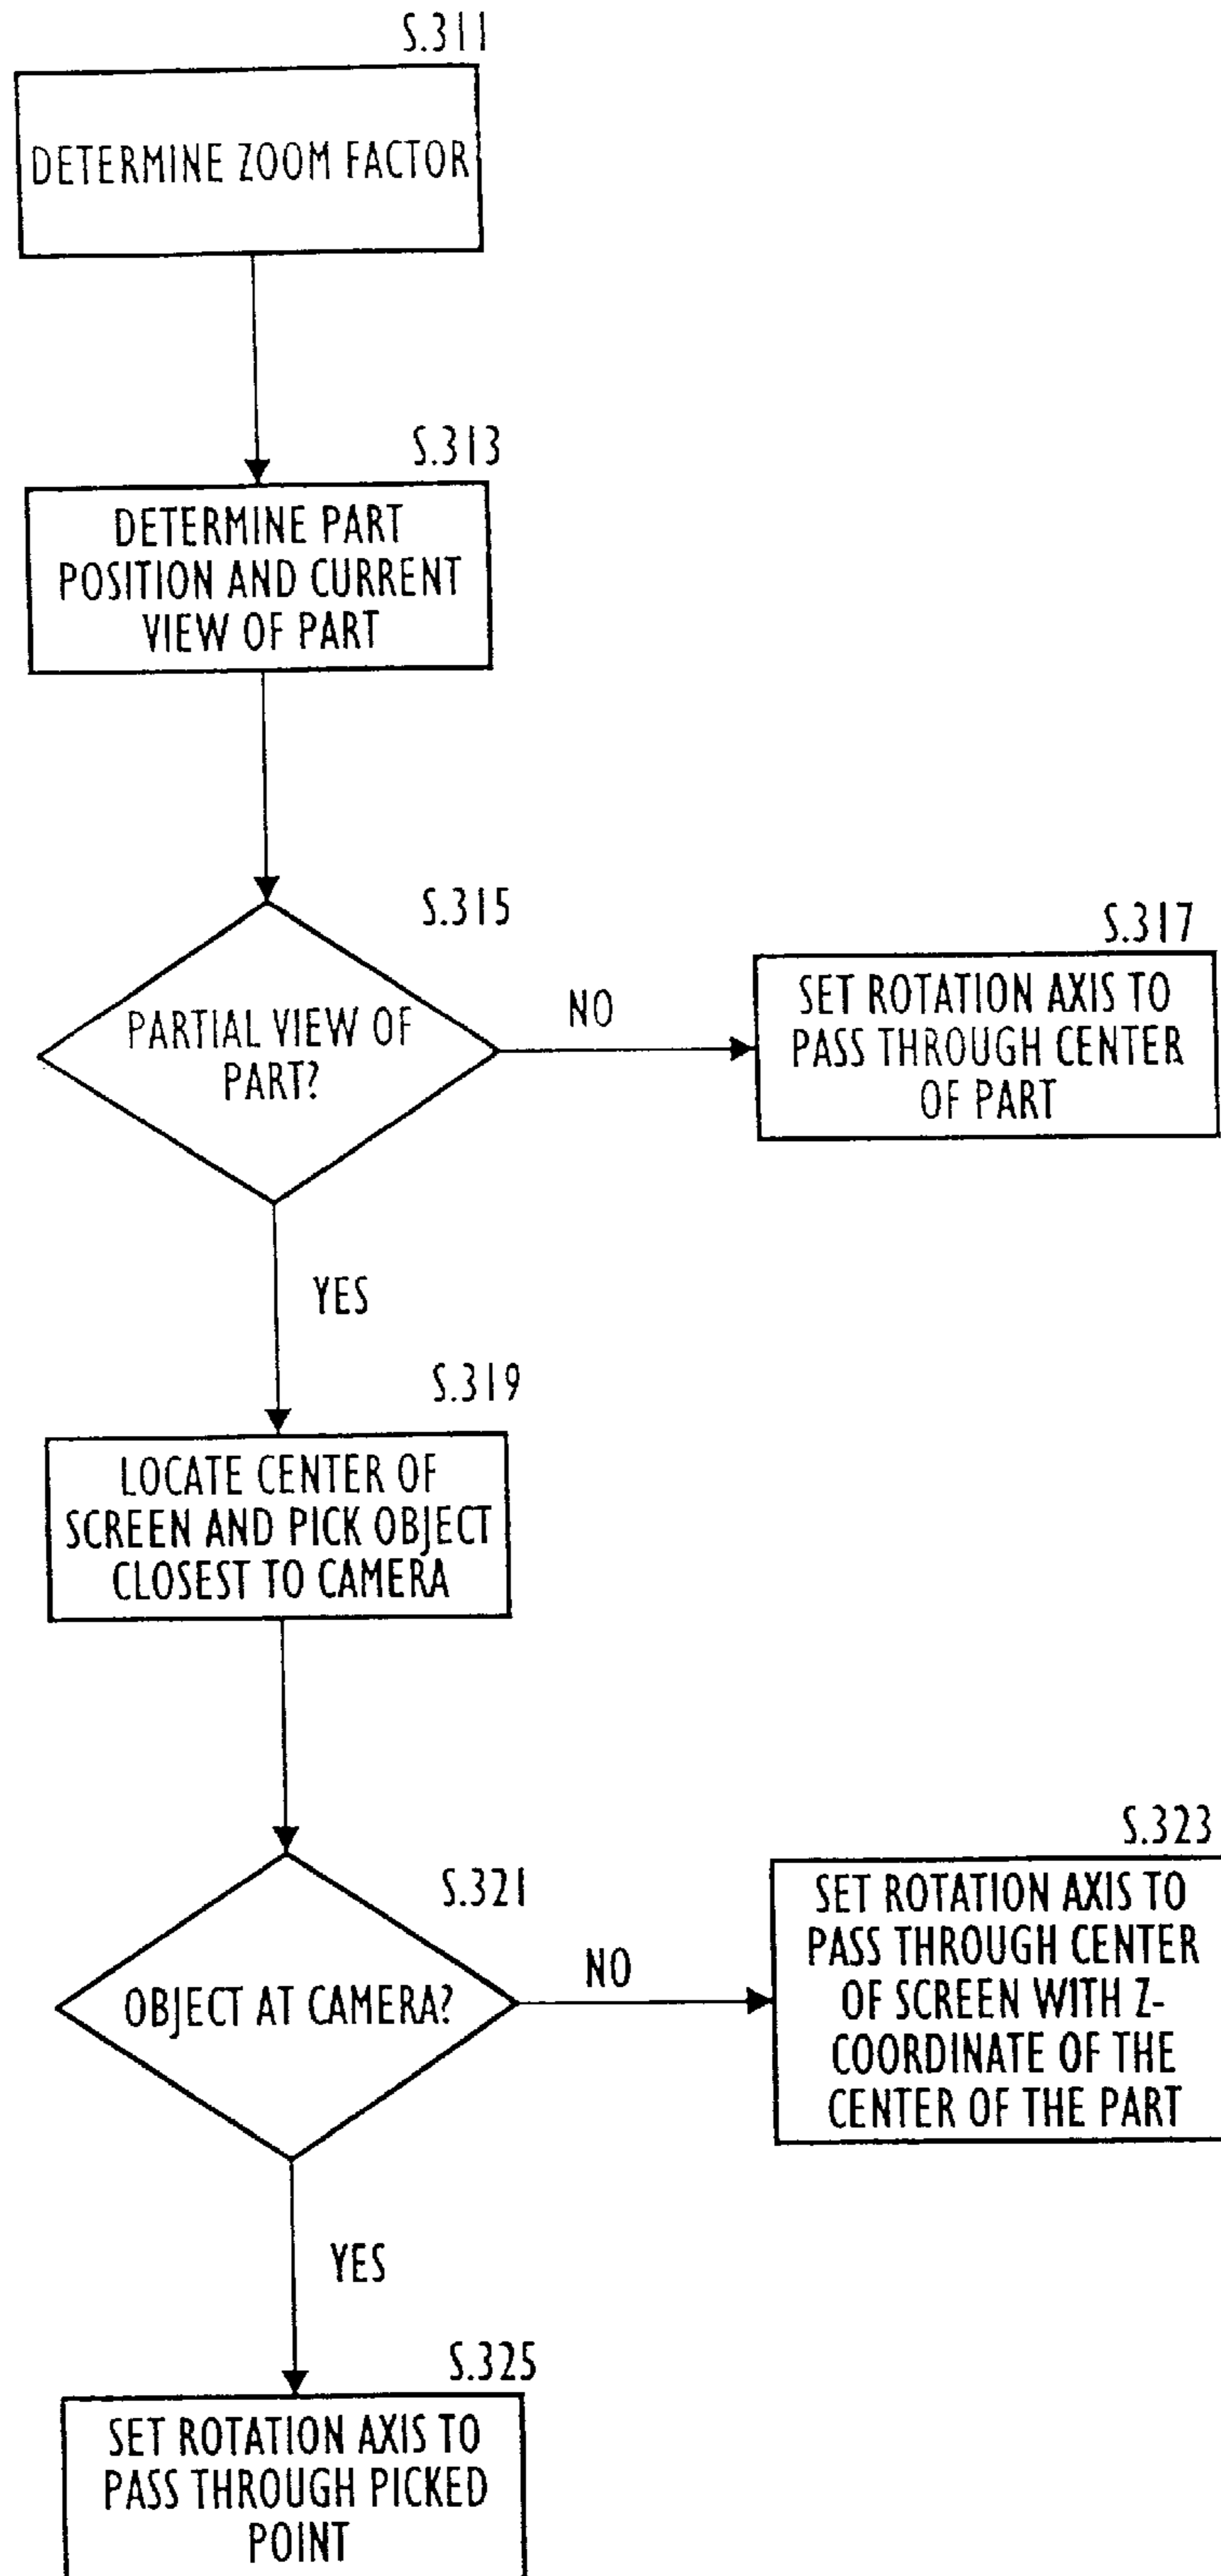 S.311
DETERMINE ZOOM FACTOR
S.313
DETERMINE PART
POSITION AND CURRENT
VIEW OF PART
S.315
PARTIAL VIEW OF
PART?
NO
S.317
SET ROTATION AXIS TO
PASS THROUGH CENTER
OF PART
YES
S.319
LOCATE CENTER OF
SCREEN AND PICK OBJECT
CLOSEST TO CAMERA
S.321
OBJECT AT CAMERA?
NO
S.323
SET ROTATION AXIS TO
PASS THROUGH CENTER
OF SCREEN WITH Z-
COORDINATE OF THE
CENTER OF THE PART
YES
S.325
SET ROTATION AXIS TO
PASS THROUGH PICKED
POINT